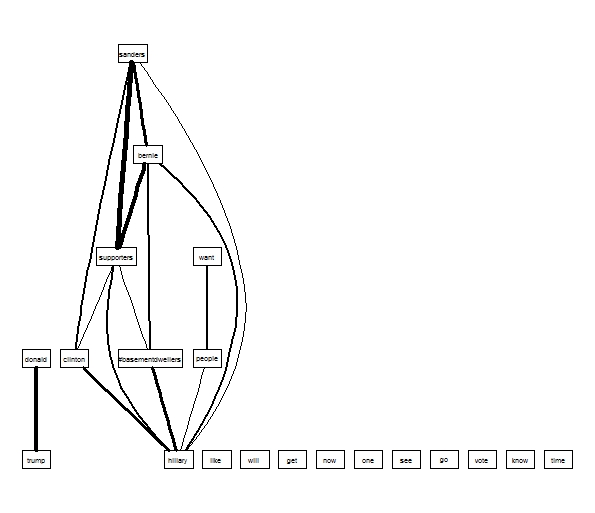 sanders
bernie
supporters want
donald clinton #basementdwellers people
trump hillary like will get now one see go vote know time